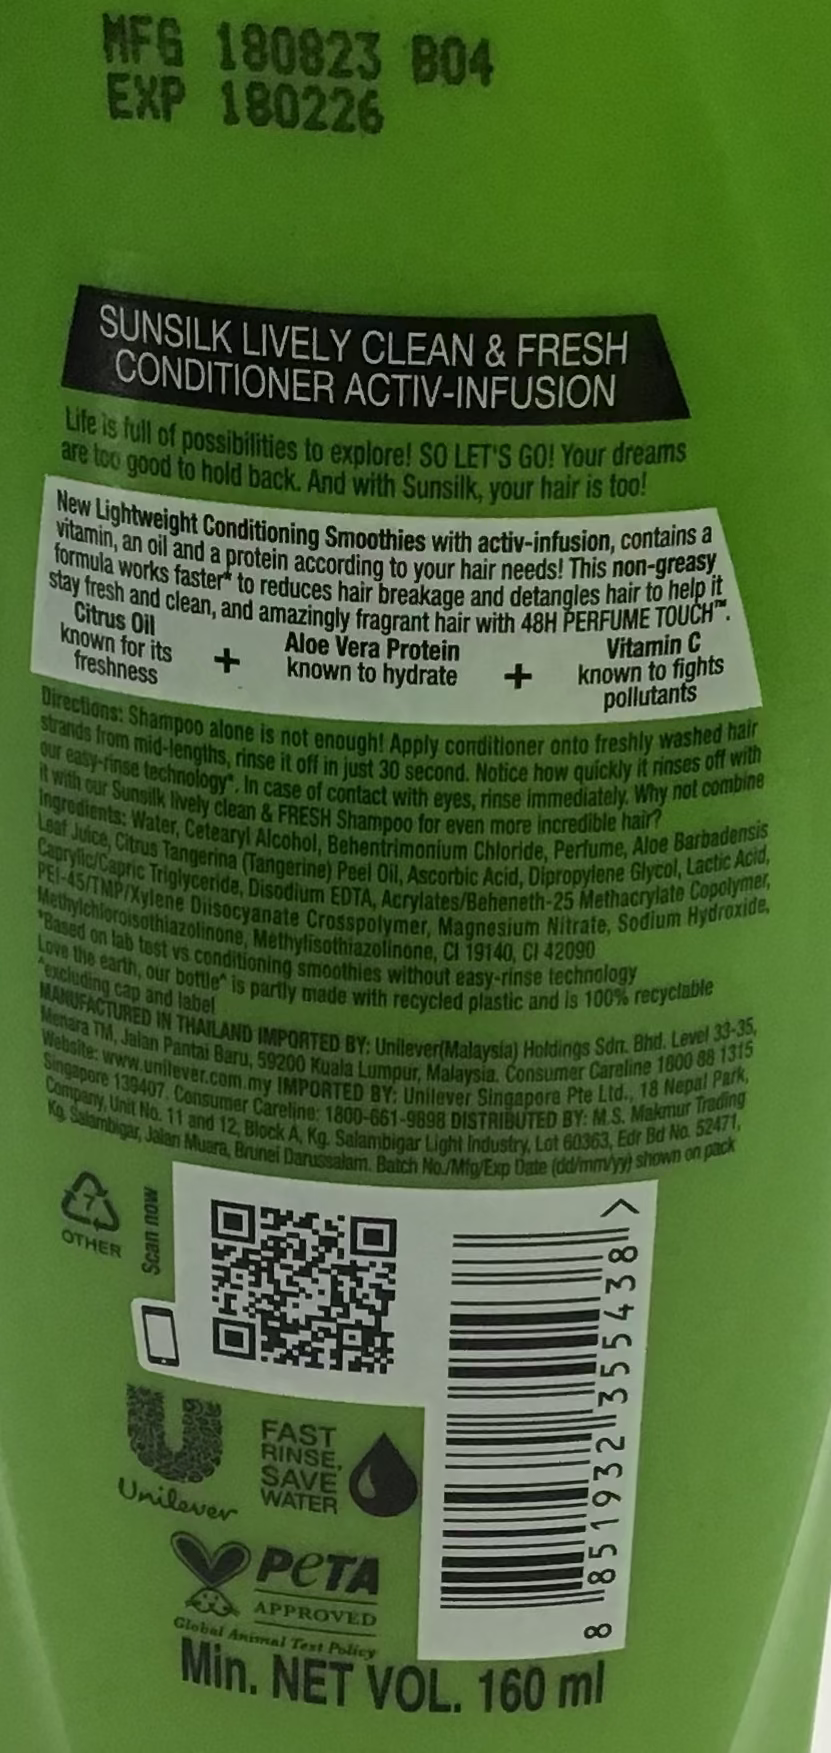 MFG 180823 B04
EXP 180226
SUNSILK LIVELY CLEAN & FRESH
CONDITIONER ACTIV-INFUSION
Life is full of possibilities to explore! SO LET'S GO! Your dreams
are too good to hold back. And with Sunsilk, your hair is too!
New Lightweight Conditioning Smoothies with activ-infusion, contains a
vitamin, an oil and a protein according to your hair needs! This non-greasy
formula works faster* to reduces hair breakage and detangles hair to help it
stay fresh and clean, and amazingly fragrant hair with 48H PERFUME TOUCH™.
Citrus Oil
known for its
freshness
+
Aloe Vera Protein
known to hydrate
+
Vitamin C
known to fights
pollutants
Directions: Shampoo alone is not enough! Apply conditioner onto freshly washed hair
strands from mid-lengths, rinse it off in just 30 second. Notice how quickly it rinses off with
our easy-rinse technology*. In case of contact with eyes, rinse immediately. Why not combine
it with our Sunsilk lively clean & FRESH Shampoo for even more incredible hair?
Ingredients: Water, Cetearyl Alcohol, Behentrimonium Chloride, Perfume, Aloe Barbadensis
Leaf Juice, Citrus Tangerina (Tangerine) Peel Oil, Ascorbic Acid, Dipropylene Glycol, Lactic Acid,
Caprylic/Capric Triglyceride, Disodium EDTA, Acrylates/Beheneth-25 Methacrylate Copolymer,
PEI-45/TMP/Xylene Diisocyanate Crosspolymer, Magnesium Nitrate, Sodium Hydroxide,
Methylchloroisothiazolinone, Methylisothiazolinone, CI 19140, CI 42090
*Based on lab test vs conditioning smoothies without easy-rinse technology
Love the earth, our bottle^ is partly made with recycled plastic and is 100% recyclable
^excluding cap and label
MANUFACTURED IN THAILAND IMPORTED BY: Unilever(Malaysia) Holdings Sdn. Bhd. Level 33-35,
Menara TM, Jalan Pantai Baru, 59200 Kuala Lumpur, Malaysia. Consumer Careline 1800 88 1315
Website: www.unilever.com.my IMPORTED BY: Unilever Singapore Pte Ltd., 18 Nepal Park,
Singapore 139407. Consumer Careline: 1800-661-9898 DISTRIBUTED BY: M.S. Makmur Trading
Company, Unit No. 11 and 12, Block A, Kg. Salambigar Light Industry, Lot 60363, Edr Bd No. 52471,
Kg. Salambigar, Jalan Muara, Brunei Darussalam. Batch No./Mfg/Exp Date (dd/mm/yy) shown on pack
7
OTHER
Scan now
Unilever
FAST
RINSE,
SAVE
WATER
PETA
APPROVED
Global Animal Test Policy
8 851932 355438 >
Min. NET VOL. 160 ml